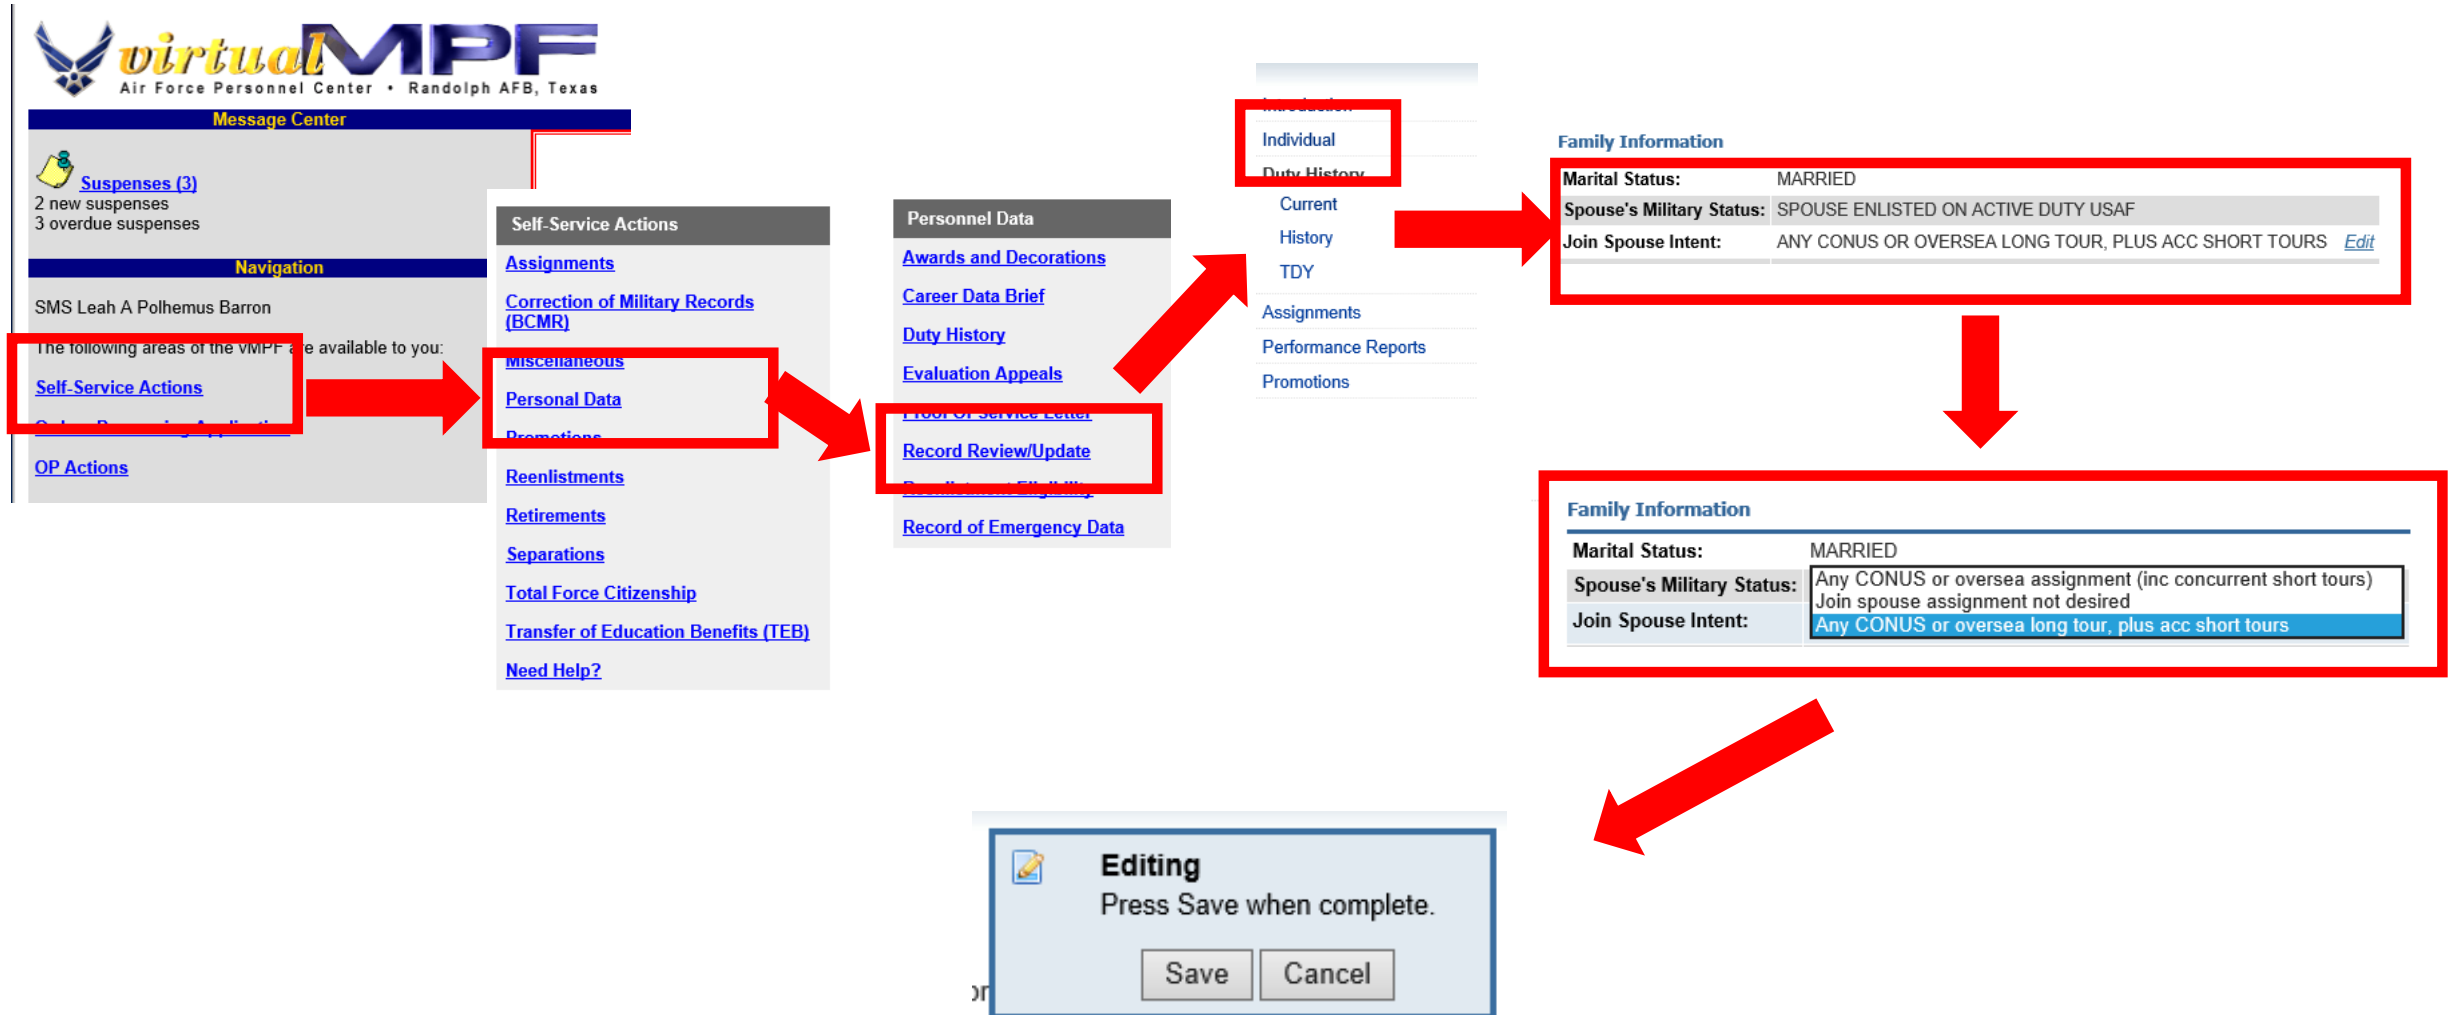 virtual MPF
Air Force Personnel Center • Randolph AFB, Texas
Message Center
Suspenses (3)
2 new suspenses
3 overdue suspenses
Navigation
SMS Leah A Polhemus Barron
The following areas of the vMPF are available to you:
Self-Service Actions
OP Actions
Self-Service Actions
Assignments
Correction of Military Records
(BCMR)
Miscellaneous
Personal Data
Promotions
Reenlistments
Retirements
Separations
Total Force Citizenship
Transfer of Education Benefits (TEB)
Need Help?
Personnel Data
Awards and Decorations
Career Data Brief
Duty History
Evaluation Appeals
Proof Of Service Letter
Record Review/Update
Reenlistment Eligibility
Record of Emergency Data
Introduction
Individual
Duty History
Current
History
TDY
Assignments
Performance Reports
Promotions
Family Information
Marital Status: MARRIED
Spouse's Military Status: SPOUSE ENLISTED ON ACTIVE DUTY USAF
Join Spouse Intent: ANY CONUS OR OVERSEA LONG TOUR, PLUS ACC SHORT TOURS Edit
Family Information
Marital Status: MARRIED
Spouse's Military Status: Any CONUS or oversea assignment (inc concurrent short tours)
Join spouse assignment not desired
Join Spouse Intent: Any CONUS or oversea long tour, plus acc short tours
Editing
Press Save when complete.
Save Cancel